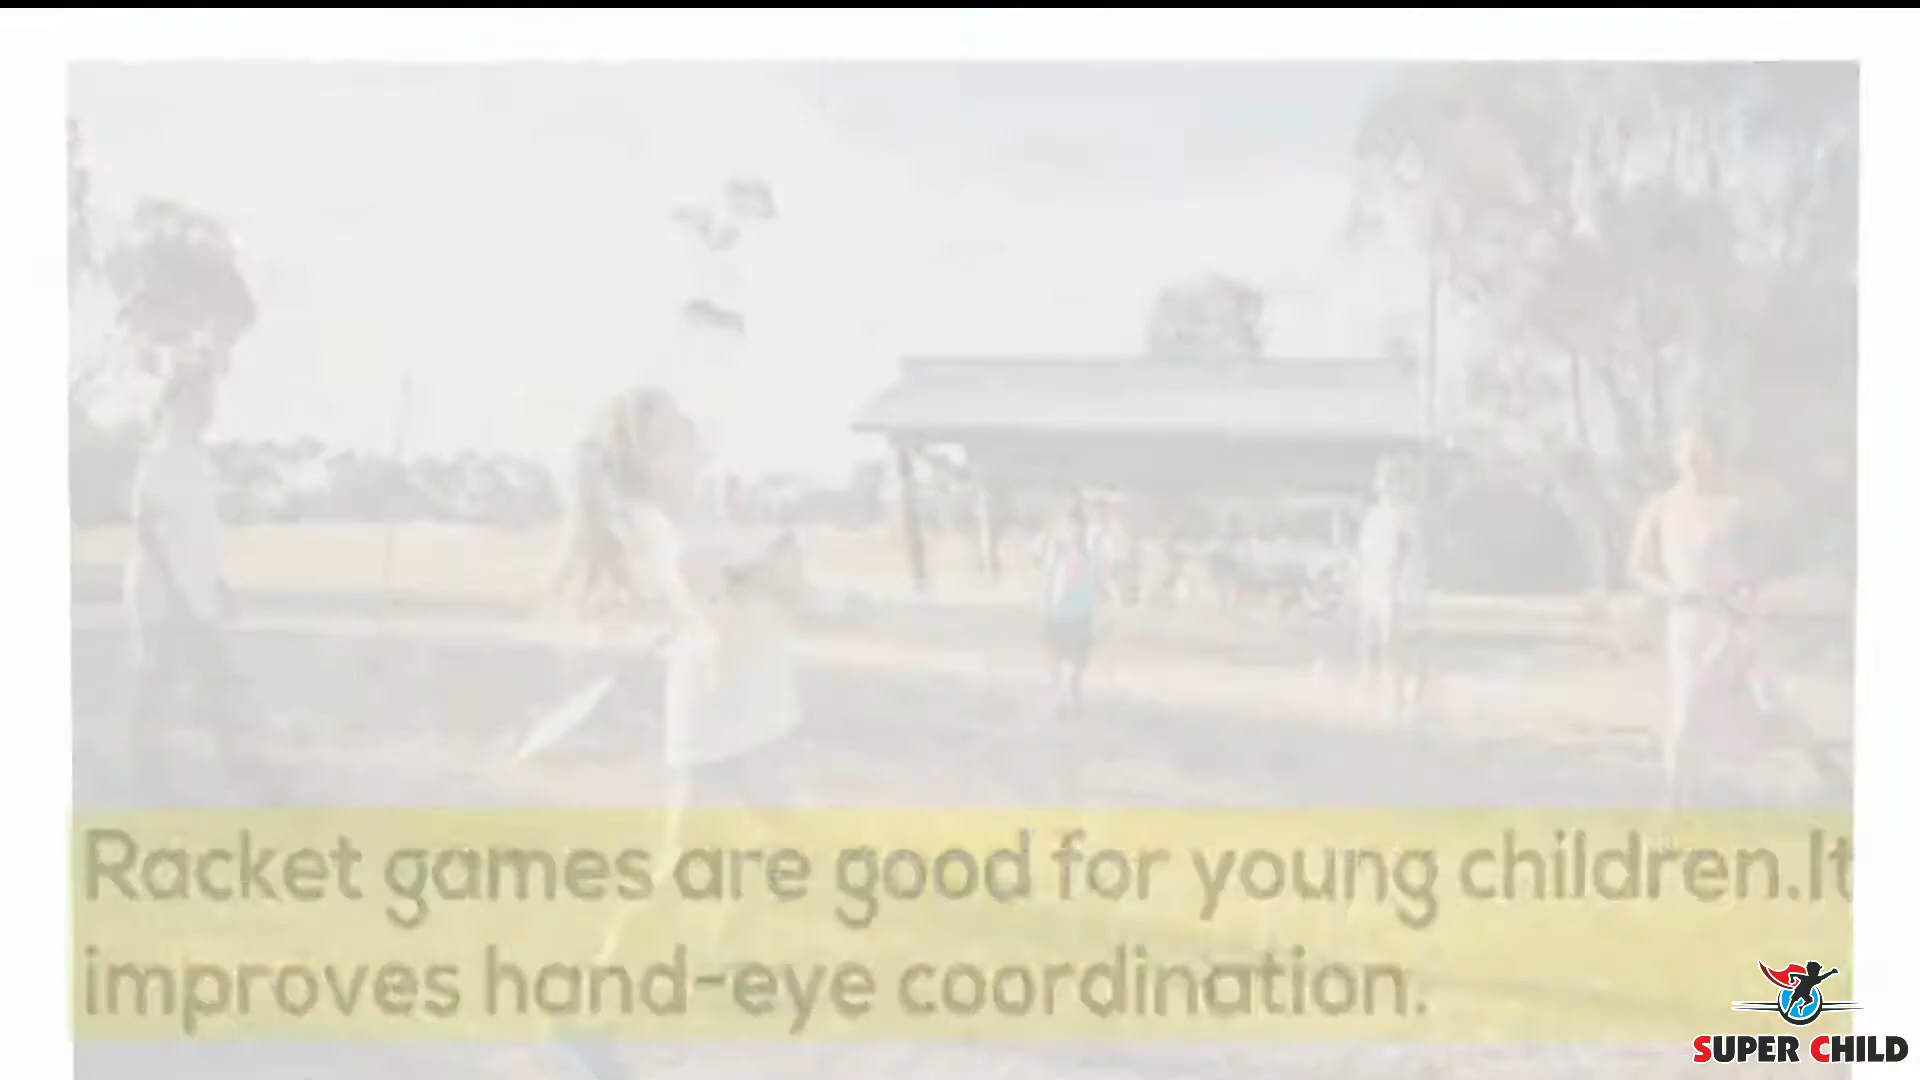 Racket games are good for young children.It
improves hand-eye coordination.
SUPER CHILD